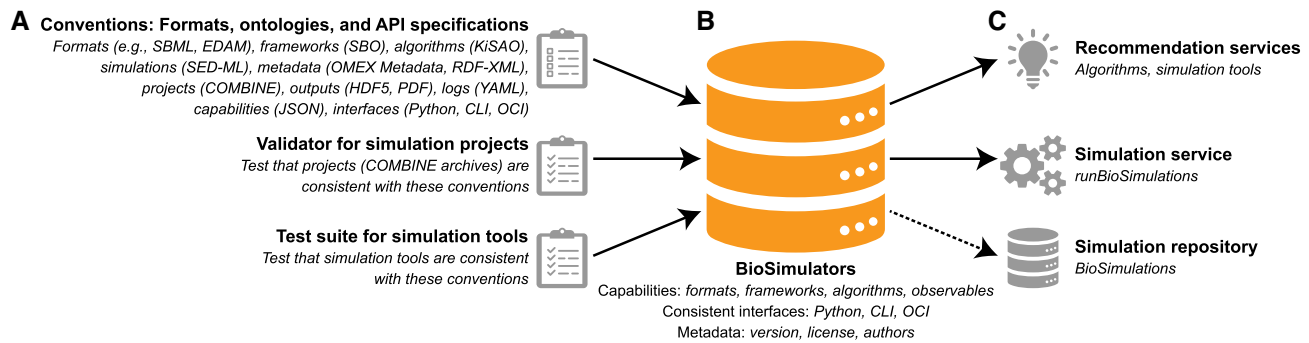 A
Conventions: Formats, ontologies, and API specifications
Formats (e.g., SBML, EDAM), frameworks (SBO), algorithms (KiSAO),
simulations (SED-ML), metadata (OMEX Metadata, RDF-XML),
projects (COMBINE), outputs (HDF5, PDF), logs (YAML),
capabilities (JSON), interfaces (Python, CLI, OCI)
Validator for simulation projects
Test that projects (COMBINE archives) are
consistent with these conventions
Test suite for simulation tools
Test that simulation tools are consistent
with these conventions
B
BioSimulators
Capabilities: formats, frameworks, algorithms, observables
Consistent interfaces: Python, CLI, OCI
Metadata: version, license, authors
C
Recommendation services
Algorithms, simulation tools
Simulation service
runBioSimulations
Simulation repository
BioSimulations